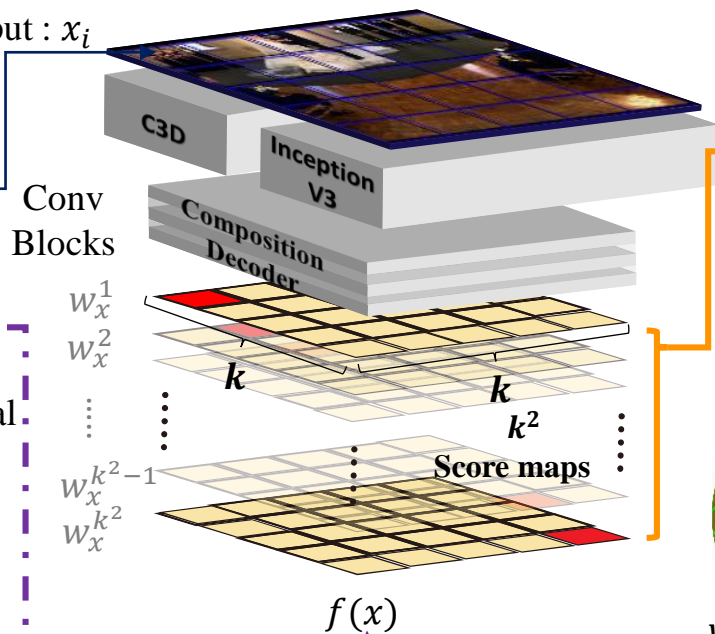 out : $x_i$
C3D
Inception
V3
Conv
Blocks
Composition
Decoder
$w_x^1$
$w_x^2$
k
k
$k^2$
al
Score maps
$w_x^{k^2-1}$
$w_x^{k^2}$
$f(x)$